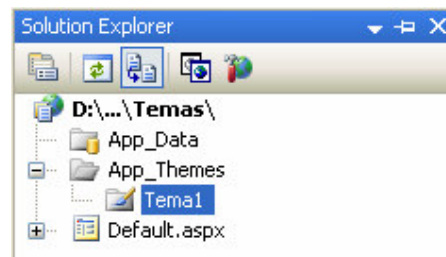 Solution Explorer
D:\...\Temas\
App_Data
App_Themes
Tema1
Default.aspx